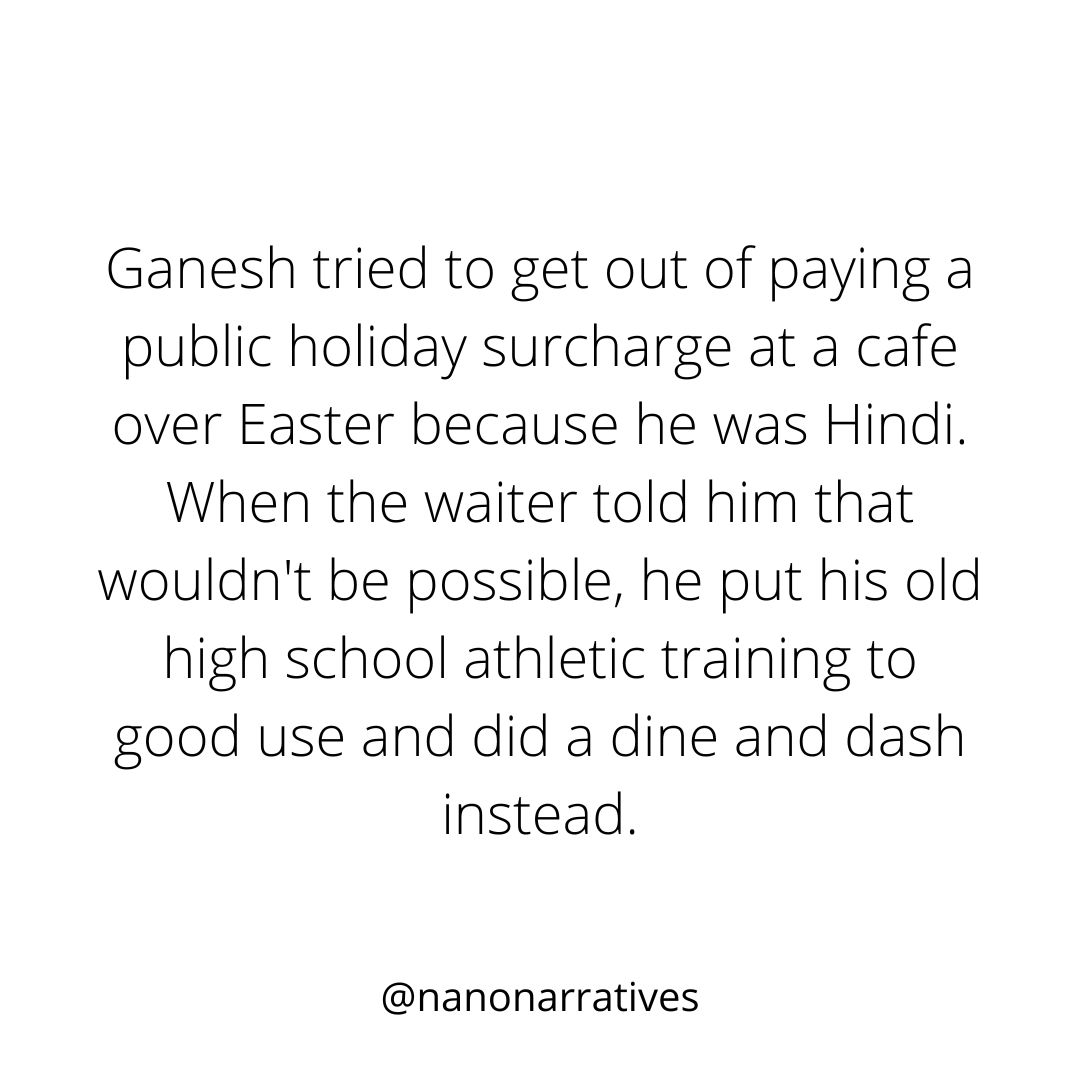 Ganesh tried to get out of paying a
public holiday surcharge at a cafe
over Easter because he was Hindi.
When the waiter told him that
wouldn't be possible, he put his old
high school athletic training to
good use and did a dine and dash
instead.
@nanonarratives